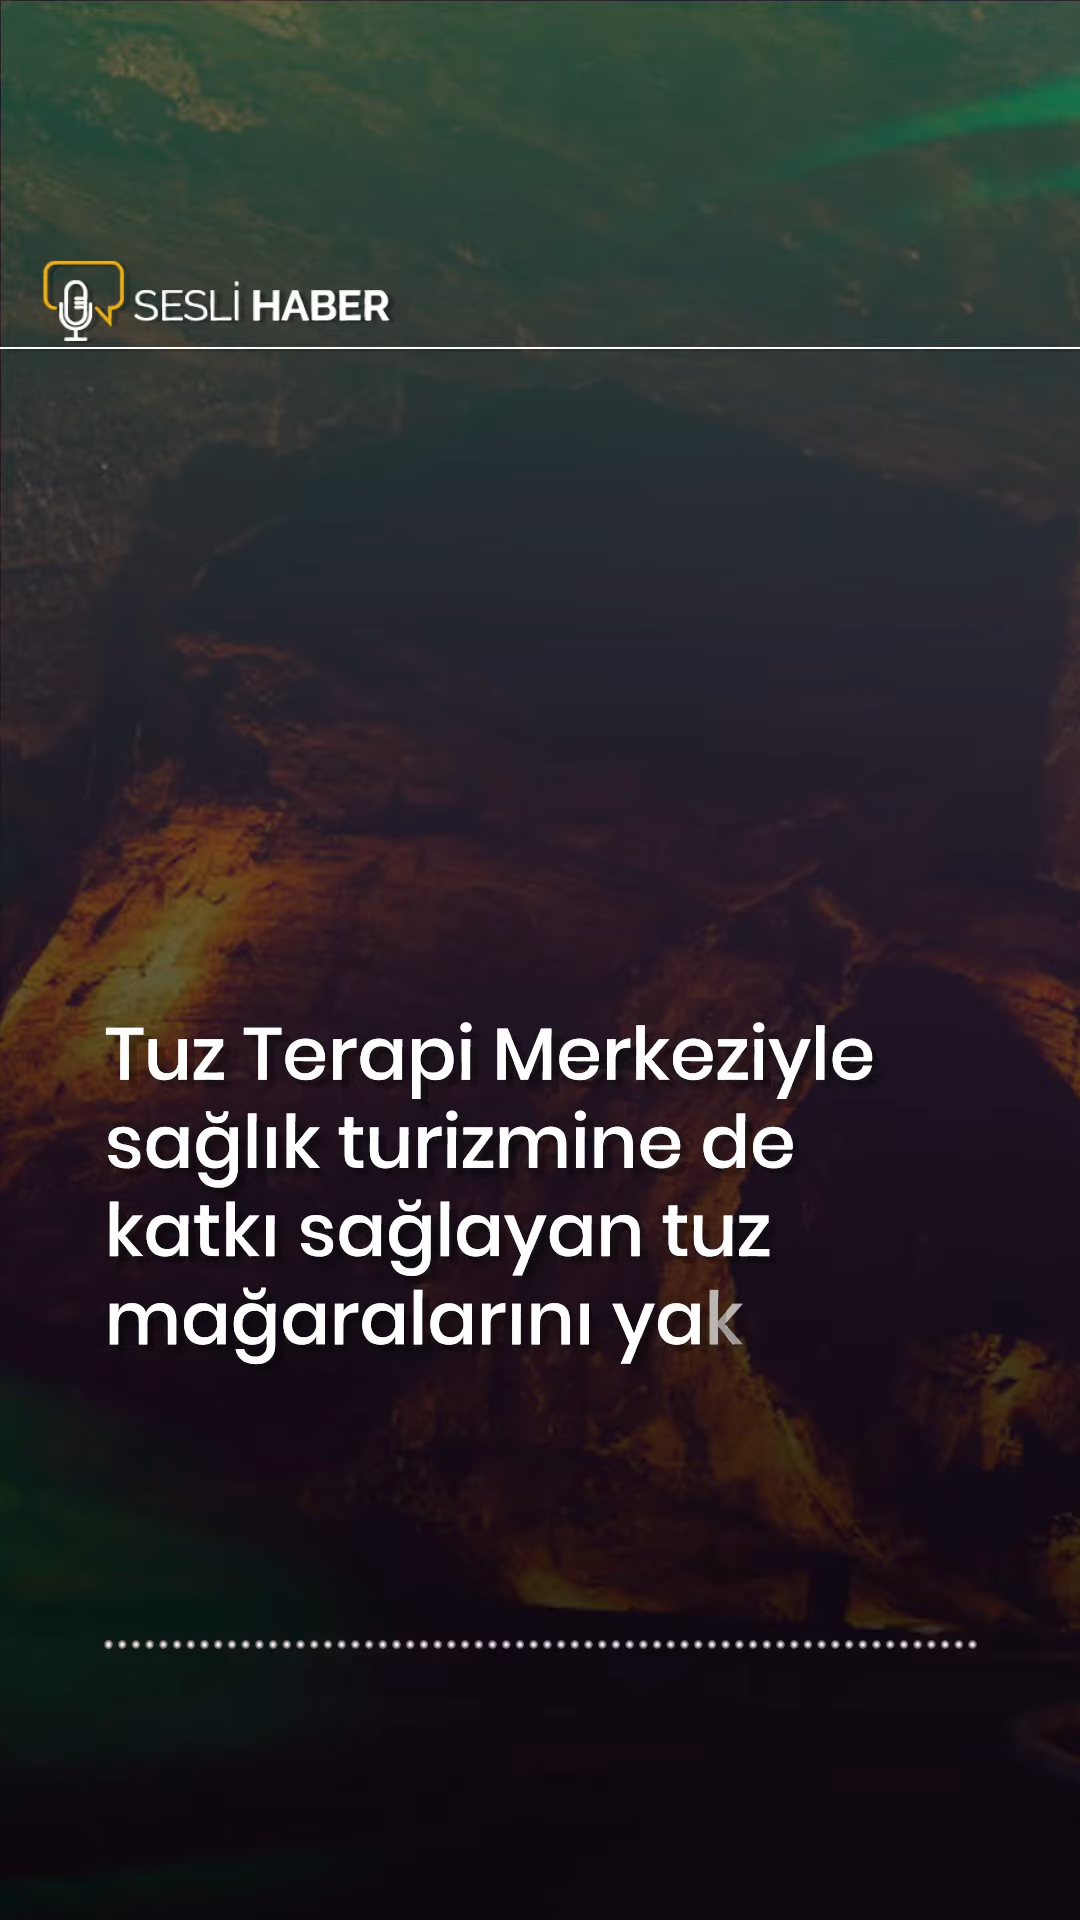 SESLİ HABER
Tuz Terapi Merkeziyle
sağlık turizmine de
katkı sağlayan tuz
mağaralarını yak